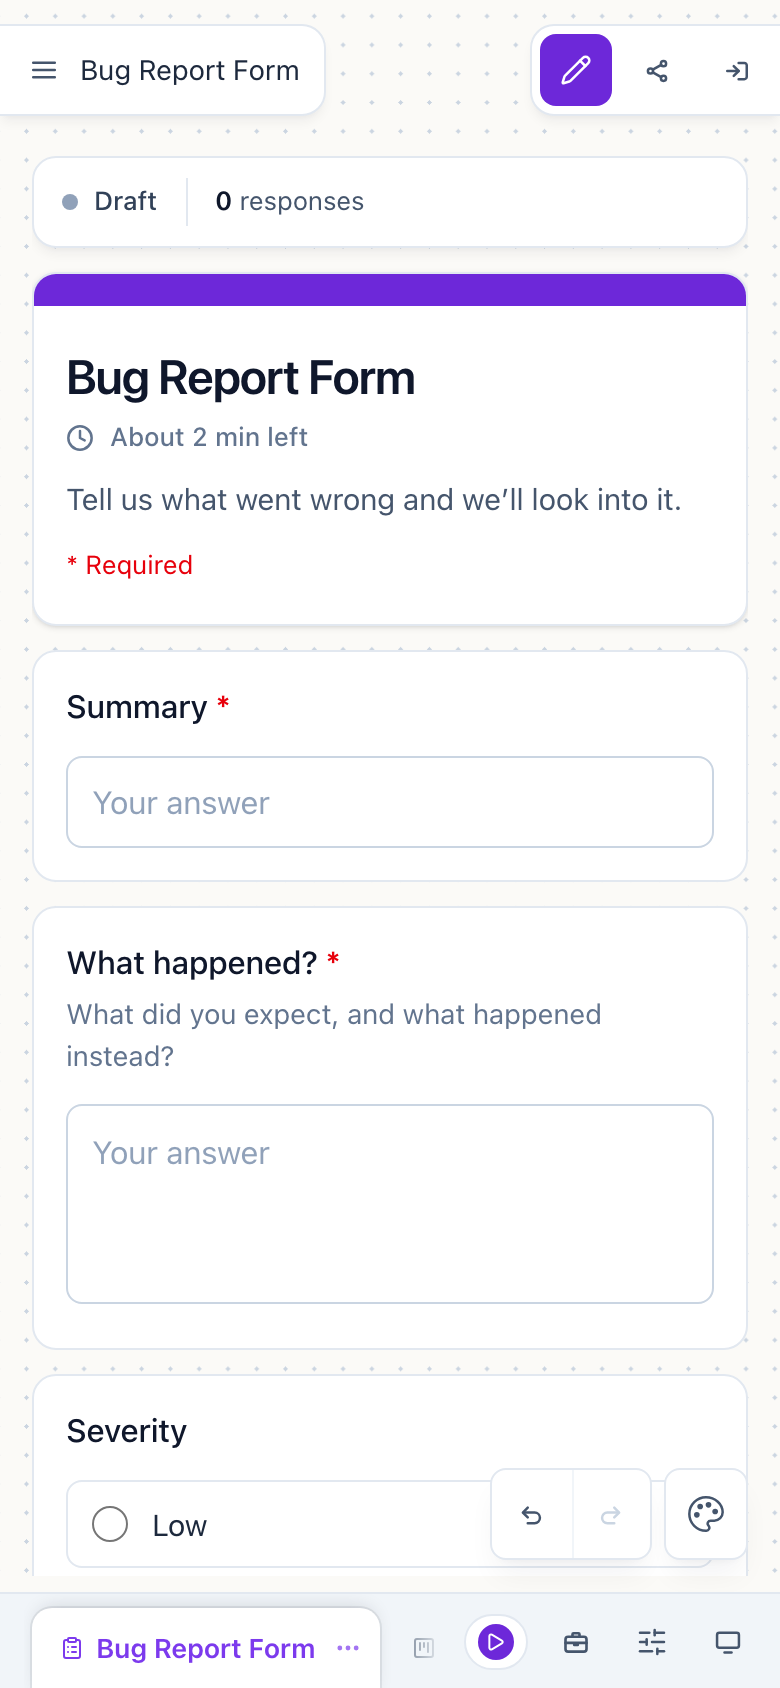 Bug Report Form
Draft
0 responses
Bug Report Form
About 2 min left
Tell us what went wrong and we’ll look into it.
* Required
Summary *
Your answer
What happened? *
What did you expect, and what happened
instead?
Your answer
Severity
Low
Bug Report Form